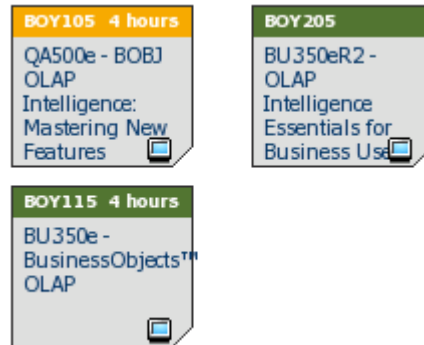 BOY105 4 hours
QA500e - BOBJ
OLAP
Intelligence:
Mastering New
Features
BOY205
BU350eR2 -
OLAP
Intelligence
Essentials for
Business Use
BOY115 4 hours
BU350e -
BusinessObjects™
OLAP